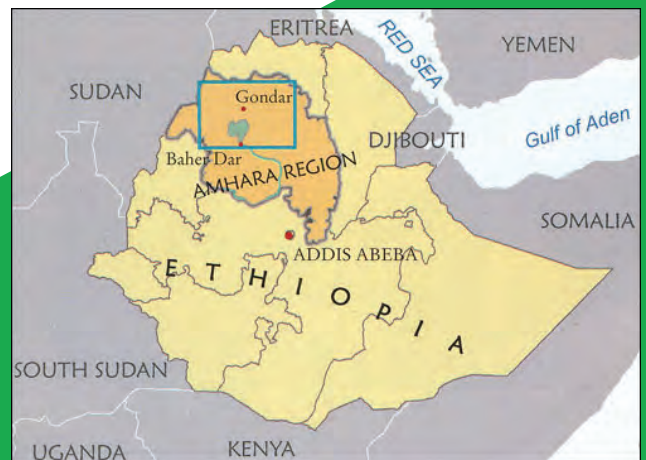 ERITREA
RED SEA
YEMEN
SUDAN
Gondar
DJIBOUTI
Gulf of Aden
Baher Dar
AMHARA REGION
SOMALIA
ADDIS ABEBA
ETHIOPIA
SOUTH SUDAN
UGANDA
KENYA